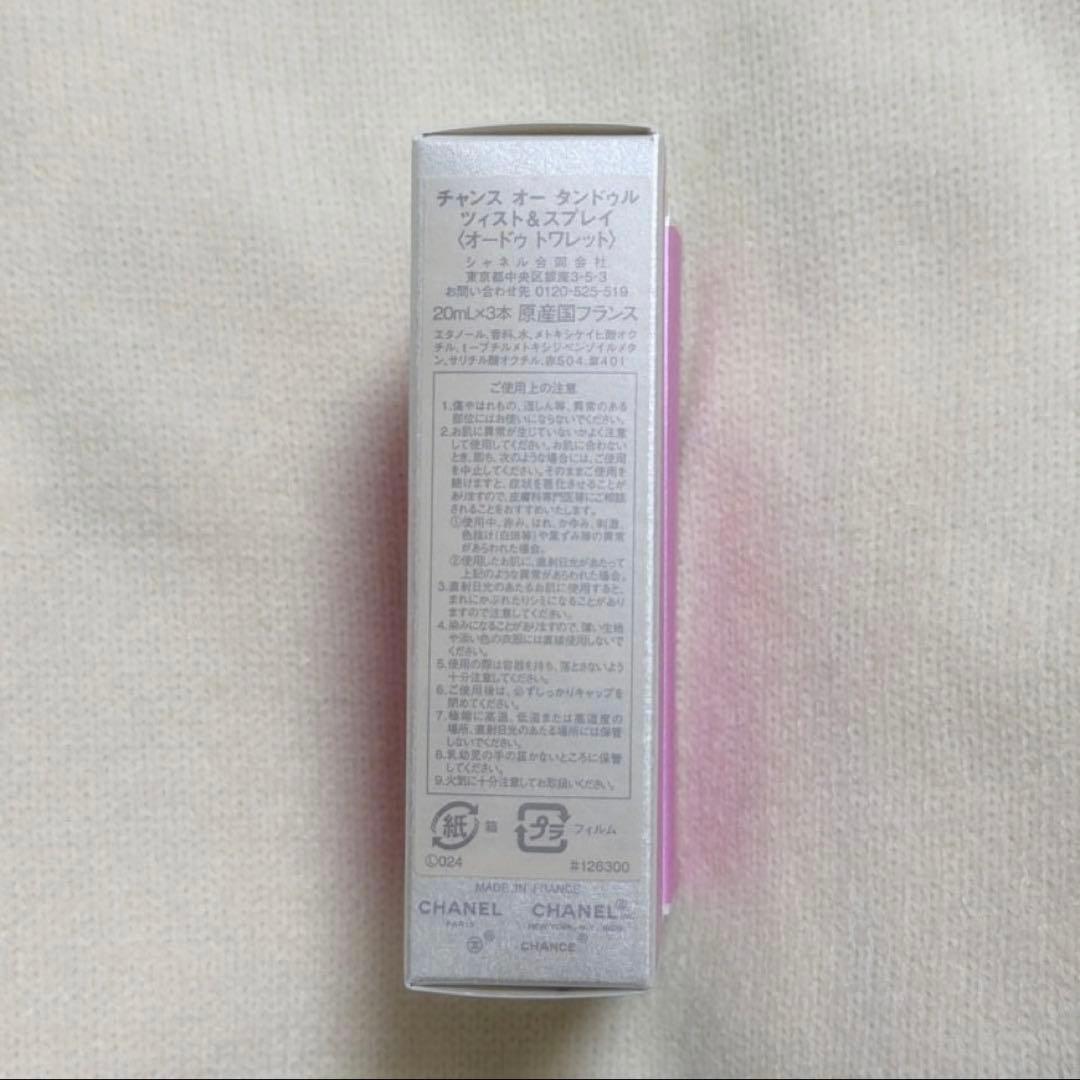 チャンス オー タンドゥル
ツィスト&スプレイ
〈オードゥ トワレット〉
シャネル合同会社
東京都中央区銀座3-5-3
お問い合わせ先 0120-525-519
20mL×3本 原産国フランス
エタノール、香料、水、メトキシケイヒ酸オク
チル、t-ブチルメトキシジベンゾイルメタ
ン、サリチル酸オクチル、赤504、紫401
ご使用上の注意
1.傷やはれもの、湿しん等、異常のある
部位にはお使いにならないでください。
2.お肌に異常が生じていないかよく注意
して使用してください。お肌に合わない
とき、即ち、次のような場合には、ご使用
を中止してください。そのままご使用を
続けますと、症状を悪化させることが
ありますので、皮膚科専門医等にご相談
されることをおすすめいたします。
①使用中、赤み、はれ、かゆみ、刺激、
色抜け(白斑等)や黒ずみ等の異常
があらわれた場合。
②使用したお肌に、直射日光があたって
上記のような異常があらわれた場合。
3.直射日光のあたるお肌に使用すると、
まれにかぶれたりシミになることがあり
ますので注意してください。
4.染みになることがありますので、薄い生地
や淡い色の衣服には直接使用しないで
ください。
5.使用の際は容器を持ち、落とさないよう
十分注意してください。
6.ご使用後は、必ずしっかりキャップを
閉めてください。
7.極端に高温、低温または高湿度の
場所、直射日光のあたる場所には保管
しないでください。
8.乳幼児の手の届かないところに保管
してください。
9.火気に十分注意してお取扱いください。
紙 箱 プラ フィルム
Ⓛ024 #126300
MADE IN FRANCE
CHANEL CHANEL
PARIS NEW YORK, N.Y.
CHANCE